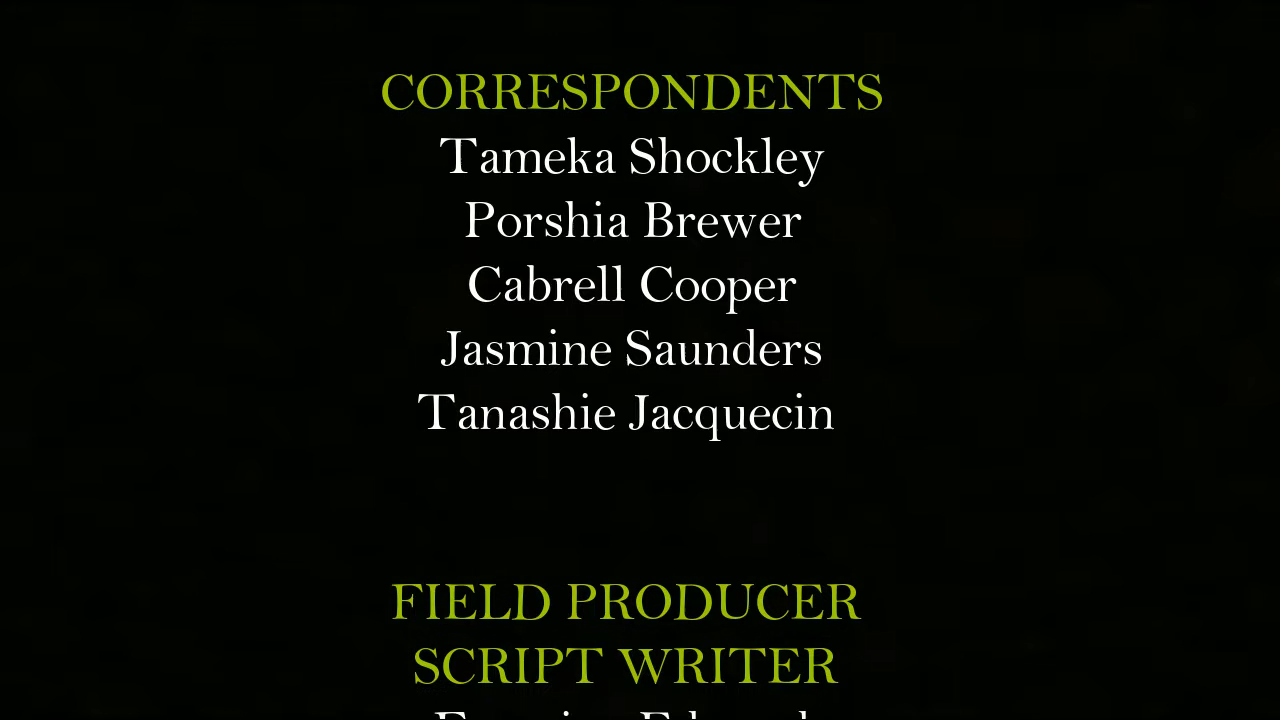 CORRESPONDENTS
Tameka Shockley
Porshia Brewer
Cabrell Cooper
Jasmine Saunders
Tanashie Jacquecin
FIELD PRODUCER
SCRIPT WRITER